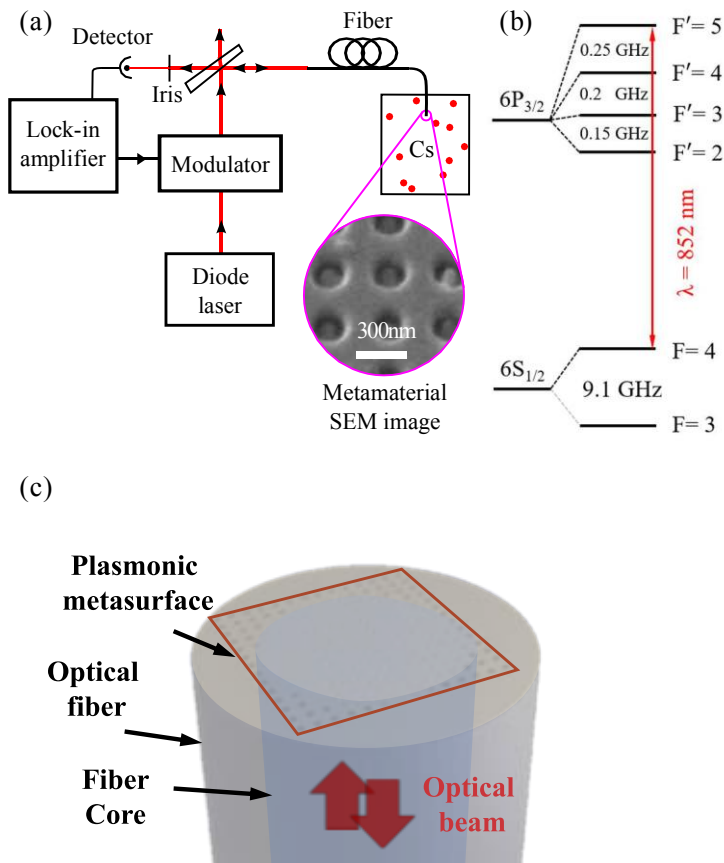 (a)
Detector
Iris
Fiber
Lock-in
amplifier
Modulator
Cs
Diode
laser
300nm
Metamaterial
SEM image
(b)
6P3/2
0.25 GHz
0.2 GHz
0.15 GHz
F′= 5
F′= 4
F′= 3
F′= 2
λ = 852 nm
6S1/2
9.1 GHz
F= 4
F= 3
(c)
Plasmonic
metasurface
Optical
fiber
Fiber
Core
Optical
beam